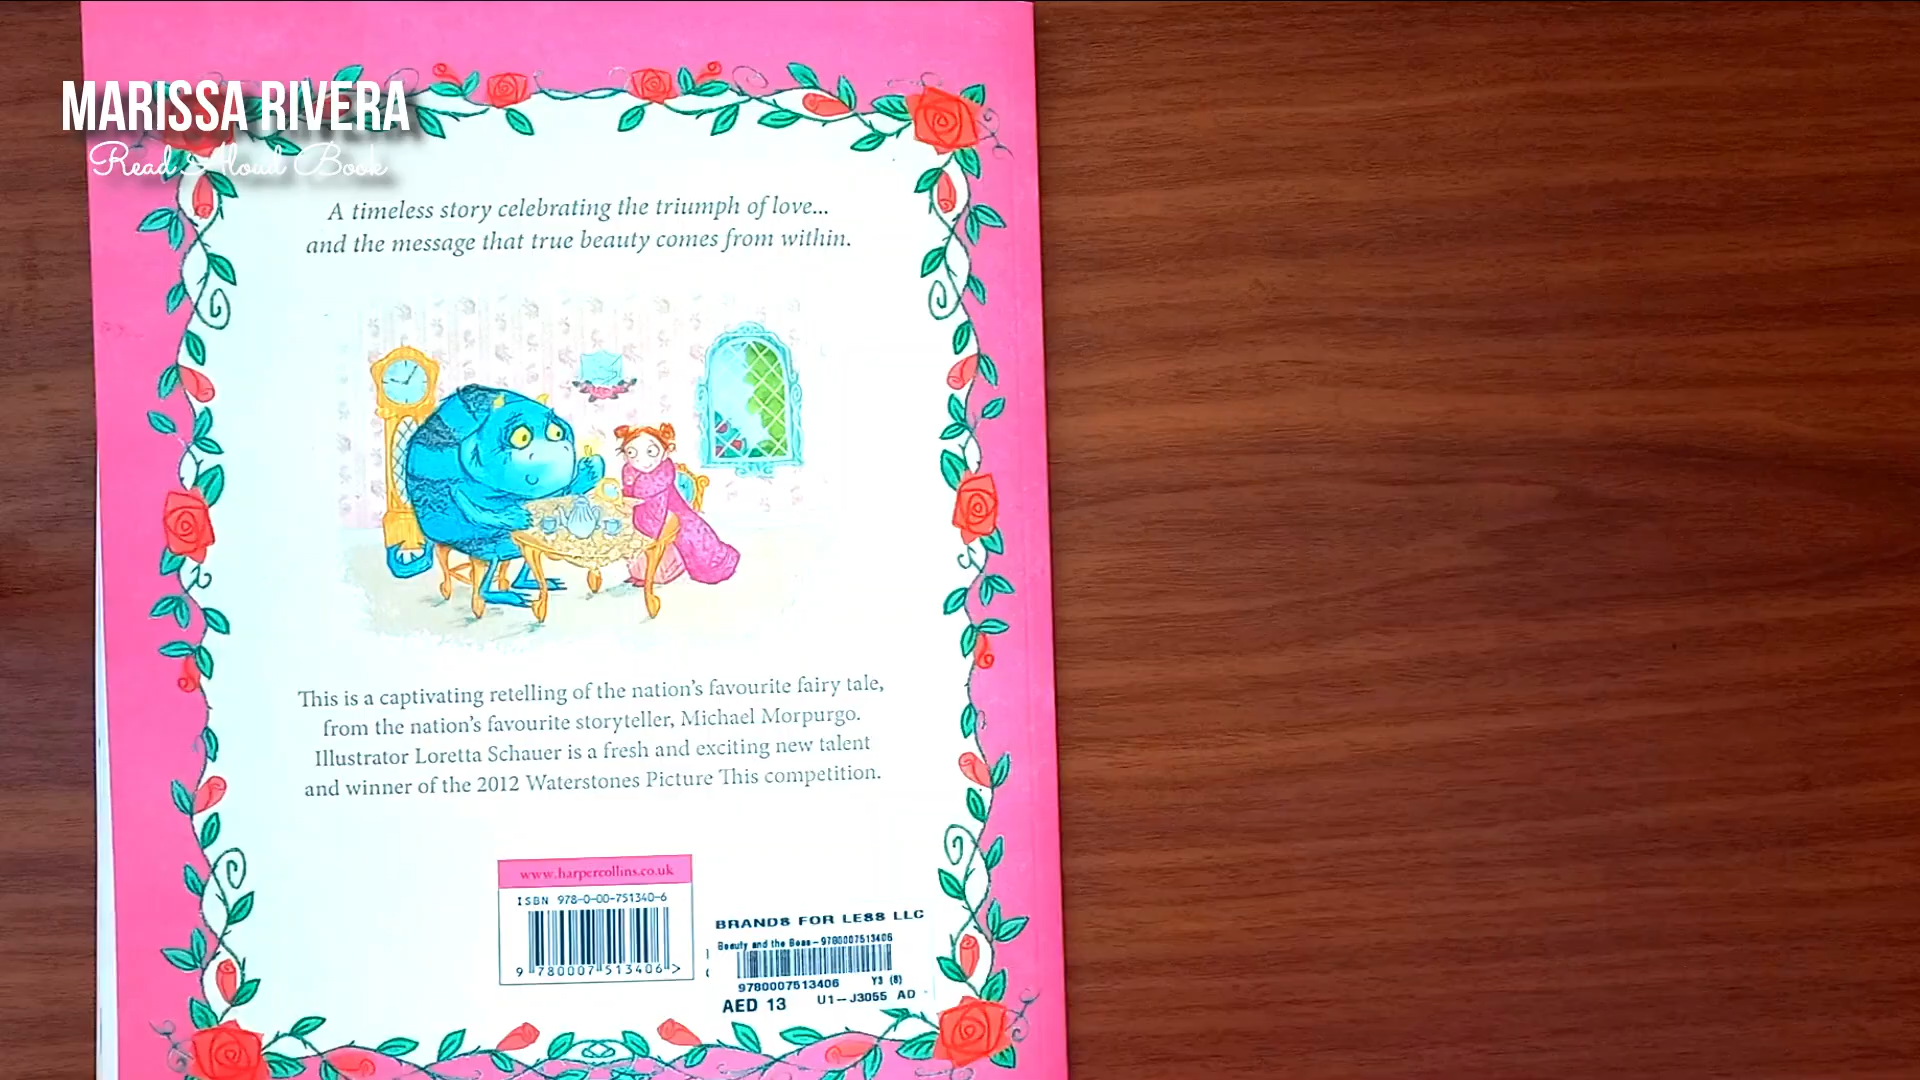 MARISSA RIVERA
Read Aloud Book
A timeless story celebrating the triumph of love...
and the message that true beauty comes from within.
This is a captivating retelling of the nation's favourite fairy tale,
from the nation's favourite storyteller, Michael Morpurgo.
Illustrator Loretta Schauer is a fresh and exciting new talent
and winner of the 2012 Waterstones Picture This competition.
www.harpercollins.co.uk
ISBN 978-0-00-751340-6
9 780007 513406 >
BRANDS FOR LESS LLC
Beauty and the Beas-9780007513406
9780007513406 Y3 (8)
AED 13 U1-J3055 AD